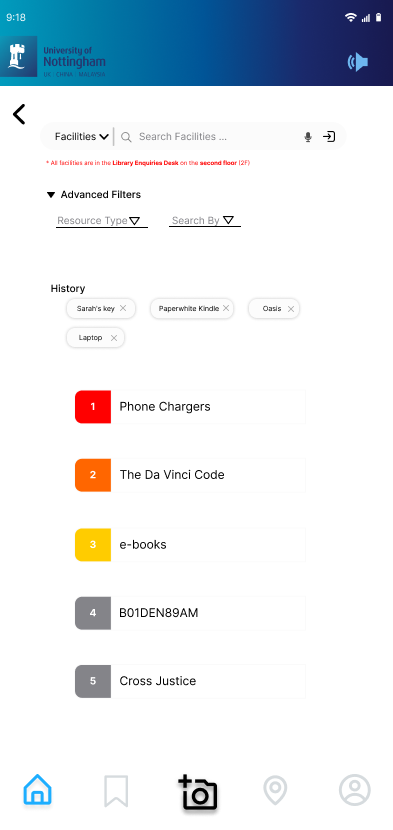 9:18
University of
Nottingham
UK · CHINA · MALAYSIA
Facilities Search Facilities ...
* All facilities are in the Library Enquiries Desk on the second floor (2F)
Advanced Filters
Resource Type Search By
History
Sarah's key Paperwhite Kindle Oasis
Laptop
1 Phone Chargers
2 The Da Vinci Code
3 e-books
4 B01DEN89AM
5 Cross Justice